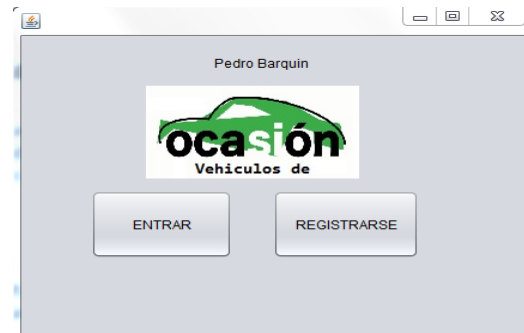 Pedro Barquin
ocasión
Vehiculos de
ENTRAR REGISTRARSE